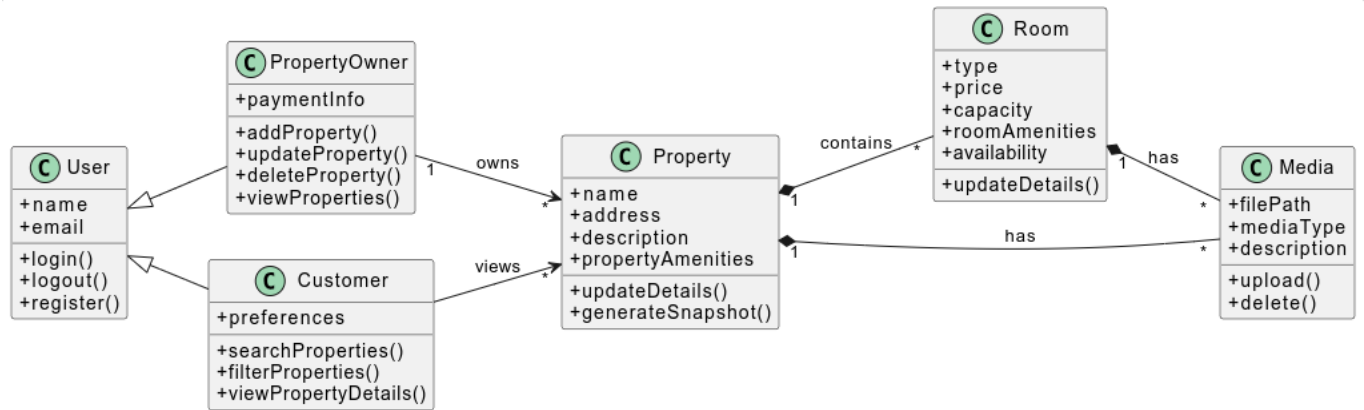 C User
+name
+email
+login()
+logout()
+register()
C PropertyOwner
+paymentInfo
+addProperty()
+updateProperty()
+deleteProperty()
+viewProperties()
C Customer
+preferences
+searchProperties()
+filterProperties()
+viewPropertyDetails()
1
owns
*
views
*
C Property
+name
+address
+description
+propertyAmenities
+updateDetails()
+generateSnapshot()
1
contains
*
1
has
*
C Room
+type
+price
+capacity
+roomAmenities
+availability
+updateDetails()
1
has
*
C Media
+filePath
+mediaType
+description
+upload()
+delete()